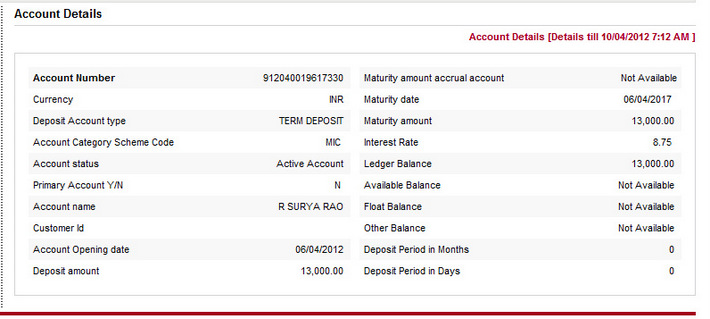 Account Details
Account Details [Details till 10/04/2012 7:12 AM ]
Account Number 912040019617330 Maturity amount accrual account Not Available
Currency INR Maturity date 06/04/2017
Deposit Account type TERM DEPOSIT Maturity amount 13,000.00
Account Category Scheme Code MIC Interest Rate 8.75
Account status Active Account Ledger Balance 13,000.00
Primary Account Y/N N Available Balance Not Available
Account name R SURYA RAO Float Balance Not Available
Customer Id Other Balance Not Available
Account Opening date 06/04/2012 Deposit Period in Months 0
Deposit amount 13,000.00 Deposit Period in Days 0